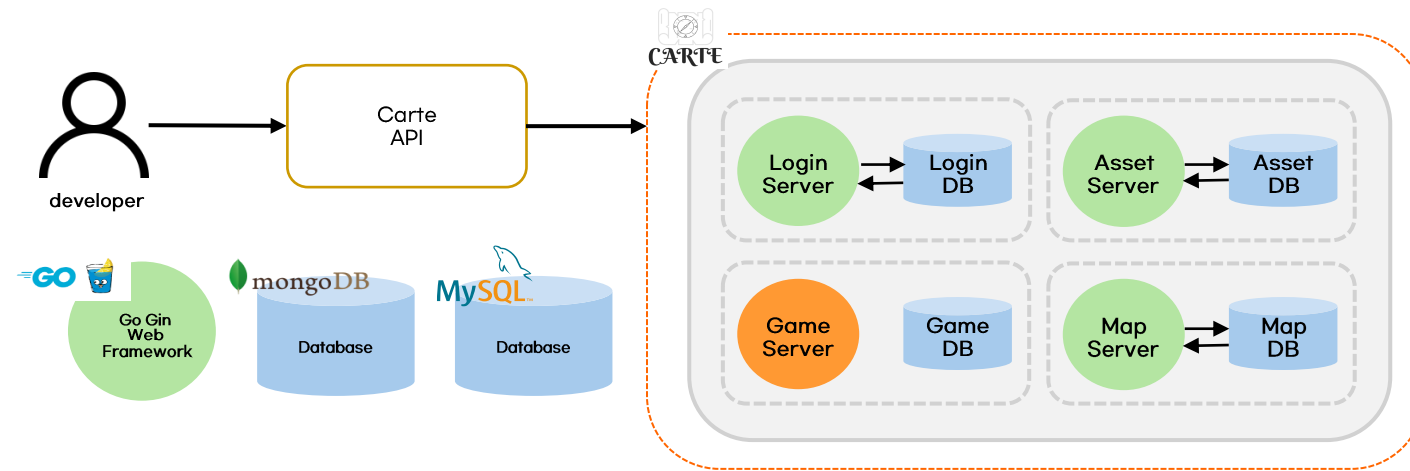 CARTE
Carte
API
developer
Login
Server
Login
DB
Asset
Server
Asset
DB
GO
mongoDB
MySQL™
Go Gin
Web
Framework
Database
Database
Game
Server
Game
DB
Map
Server
Map
DB